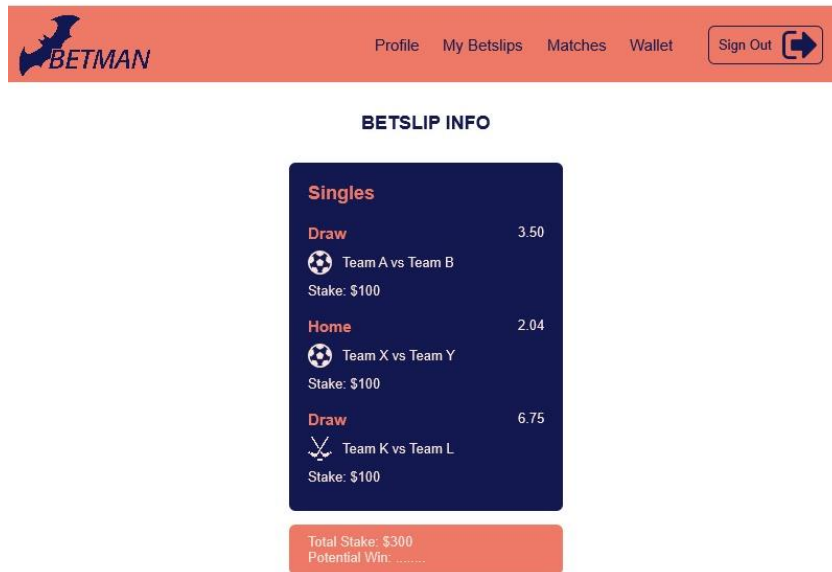 BETMAN
Profile My Betslips Matches Wallet Sign Out
BETSLIP INFO
Singles
Draw 3.50
Team A vs Team B
Stake: $100
Home 2.04
Team X vs Team Y
Stake: $100
Draw 6.75
Team K vs Team L
Stake: $100
Total Stake: $300
Potential Win: ........